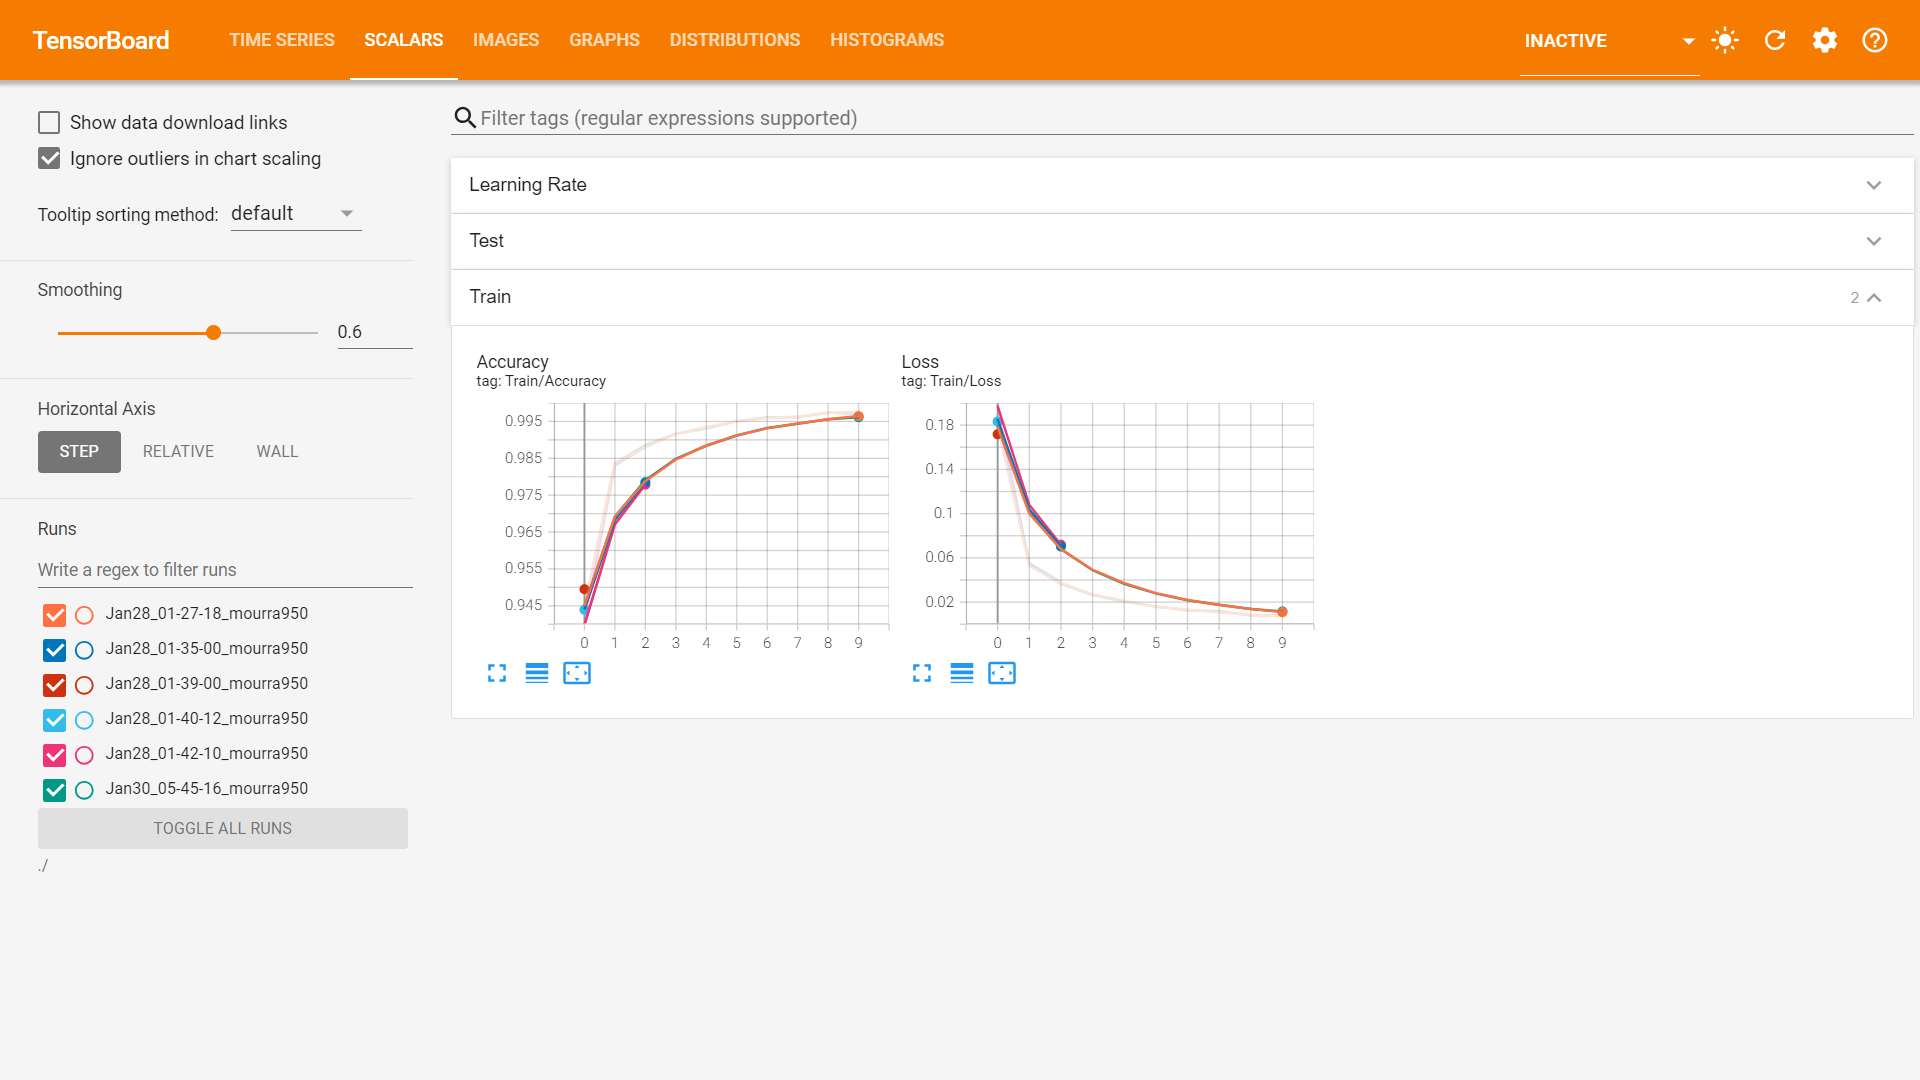 TensorBoard
TIME SERIES SCALARS IMAGES GRAPHS DISTRIBUTIONS HISTOGRAMS
INACTIVE
Show data download links
Ignore outliers in chart scaling
Tooltip sorting method: default
Smoothing
0.6
Horizontal Axis
STEP RELATIVE WALL
Runs
Write a regex to filter runs
Jan28_01-27-18_mourra950
Jan28_01-35-00_mourra950
Jan28_01-39-00_mourra950
Jan28_01-40-12_mourra950
Jan28_01-42-10_mourra950
Jan30_05-45-16_mourra950
TOGGLE ALL RUNS
./
Filter tags (regular expressions supported)
Learning Rate
Test
Train
2
Accuracy
tag: Train/Accuracy
0.995
0.985
0.975
0.965
0.955
0.945
0 1 2 3 4 5 6 7 8 9
Loss
tag: Train/Loss
0.18
0.14
0.1
0.06
0.02
0 1 2 3 4 5 6 7 8 9